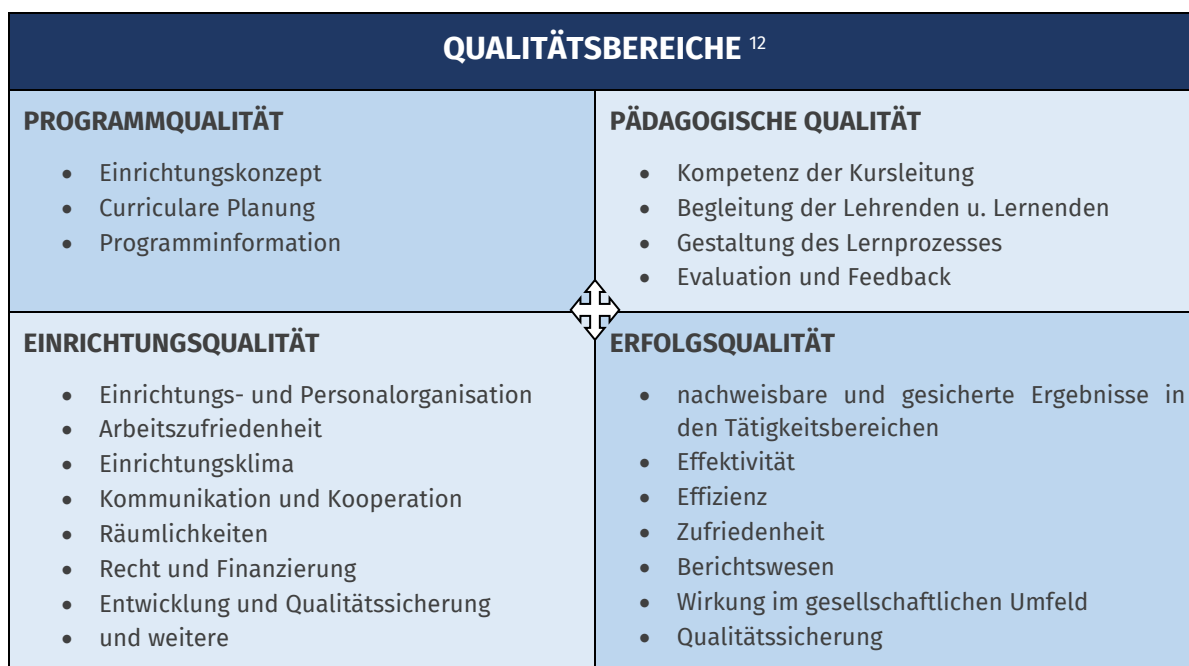 QUALITÄTSBEREICHE 12
PROGRAMMQUALITÄT
• Einrichtungskonzept
• Curriculare Planung
• Programminformation
PÄDAGOGISCHE QUALITÄT
• Kompetenz der Kursleitung
• Begleitung der Lehrenden u. Lernenden
• Gestaltung des Lernprozesses
• Evaluation und Feedback
EINRICHTUNGSQUALITÄT
• Einrichtungs- und Personalorganisation
• Arbeitszufriedenheit
• Einrichtungsklima
• Kommunikation und Kooperation
• Räumlichkeiten
• Recht und Finanzierung
• Entwicklung und Qualitätssicherung
• und weitere
ERFOLGSQUALITÄT
• nachweisbare und gesicherte Ergebnisse in
den Tätigkeitsbereichen
• Effektivität
• Effizienz
• Zufriedenheit
• Berichtswesen
• Wirkung im gesellschaftlichen Umfeld
• Qualitätssicherung